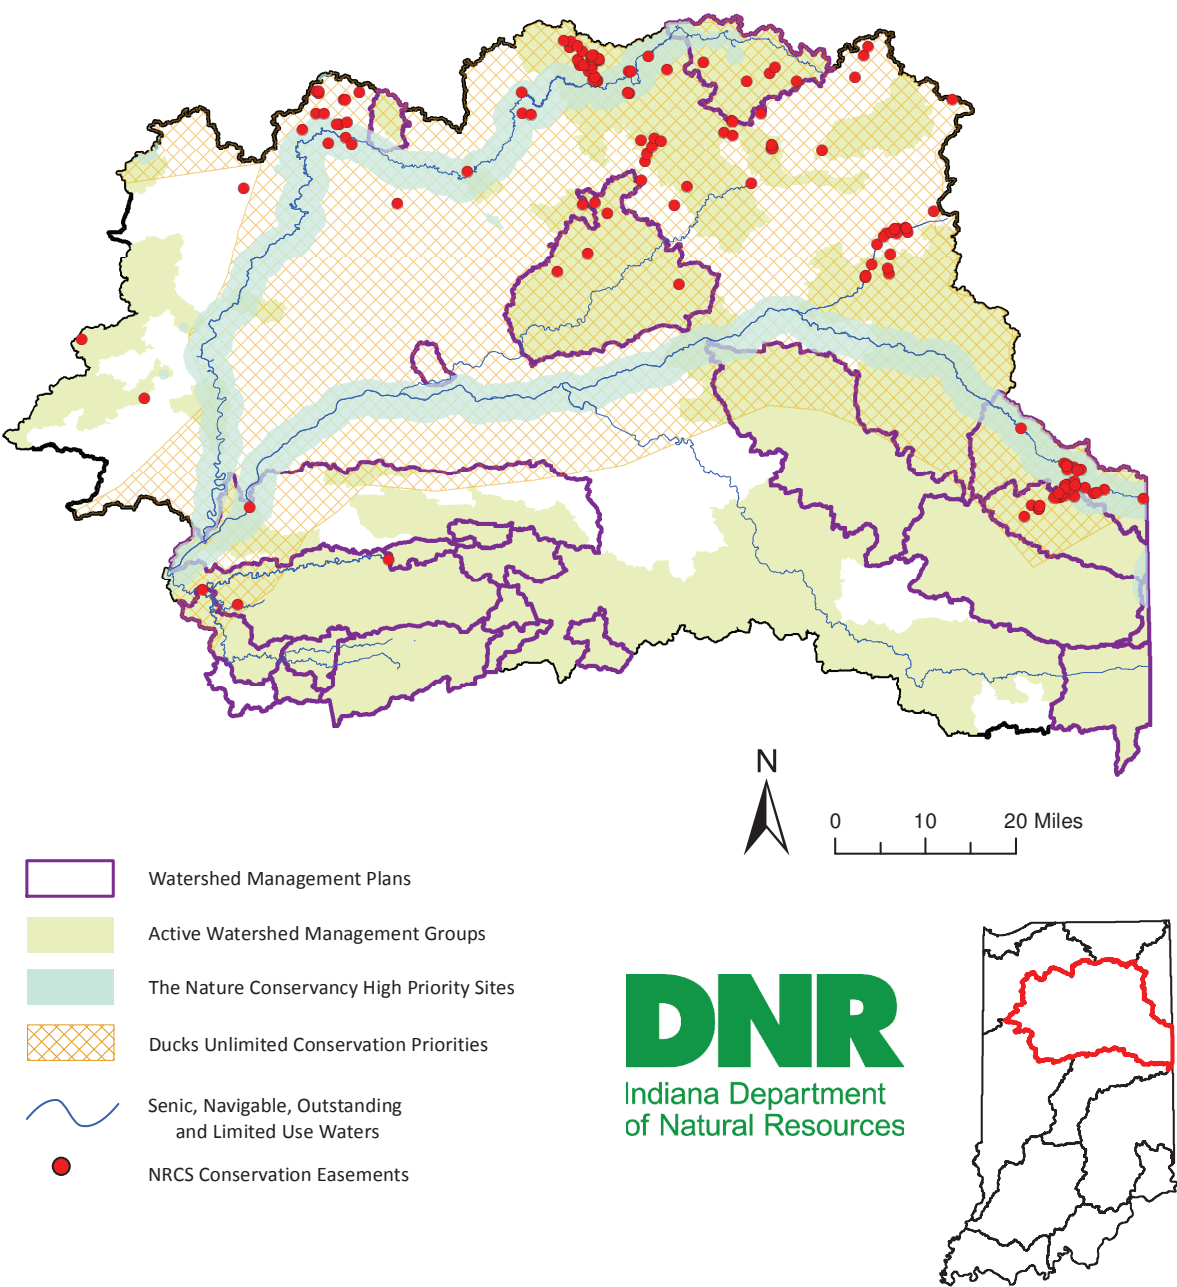 N
0 10 20 Miles
Watershed Management Plans
Active Watershed Management Groups
The Nature Conservancy High Priority Sites
Ducks Unlimited Conservation Priorities
Senic, Navigable, Outstanding
and Limited Use Waters
NRCS Conservation Easements
DNR
Indiana Department
of Natural Resources